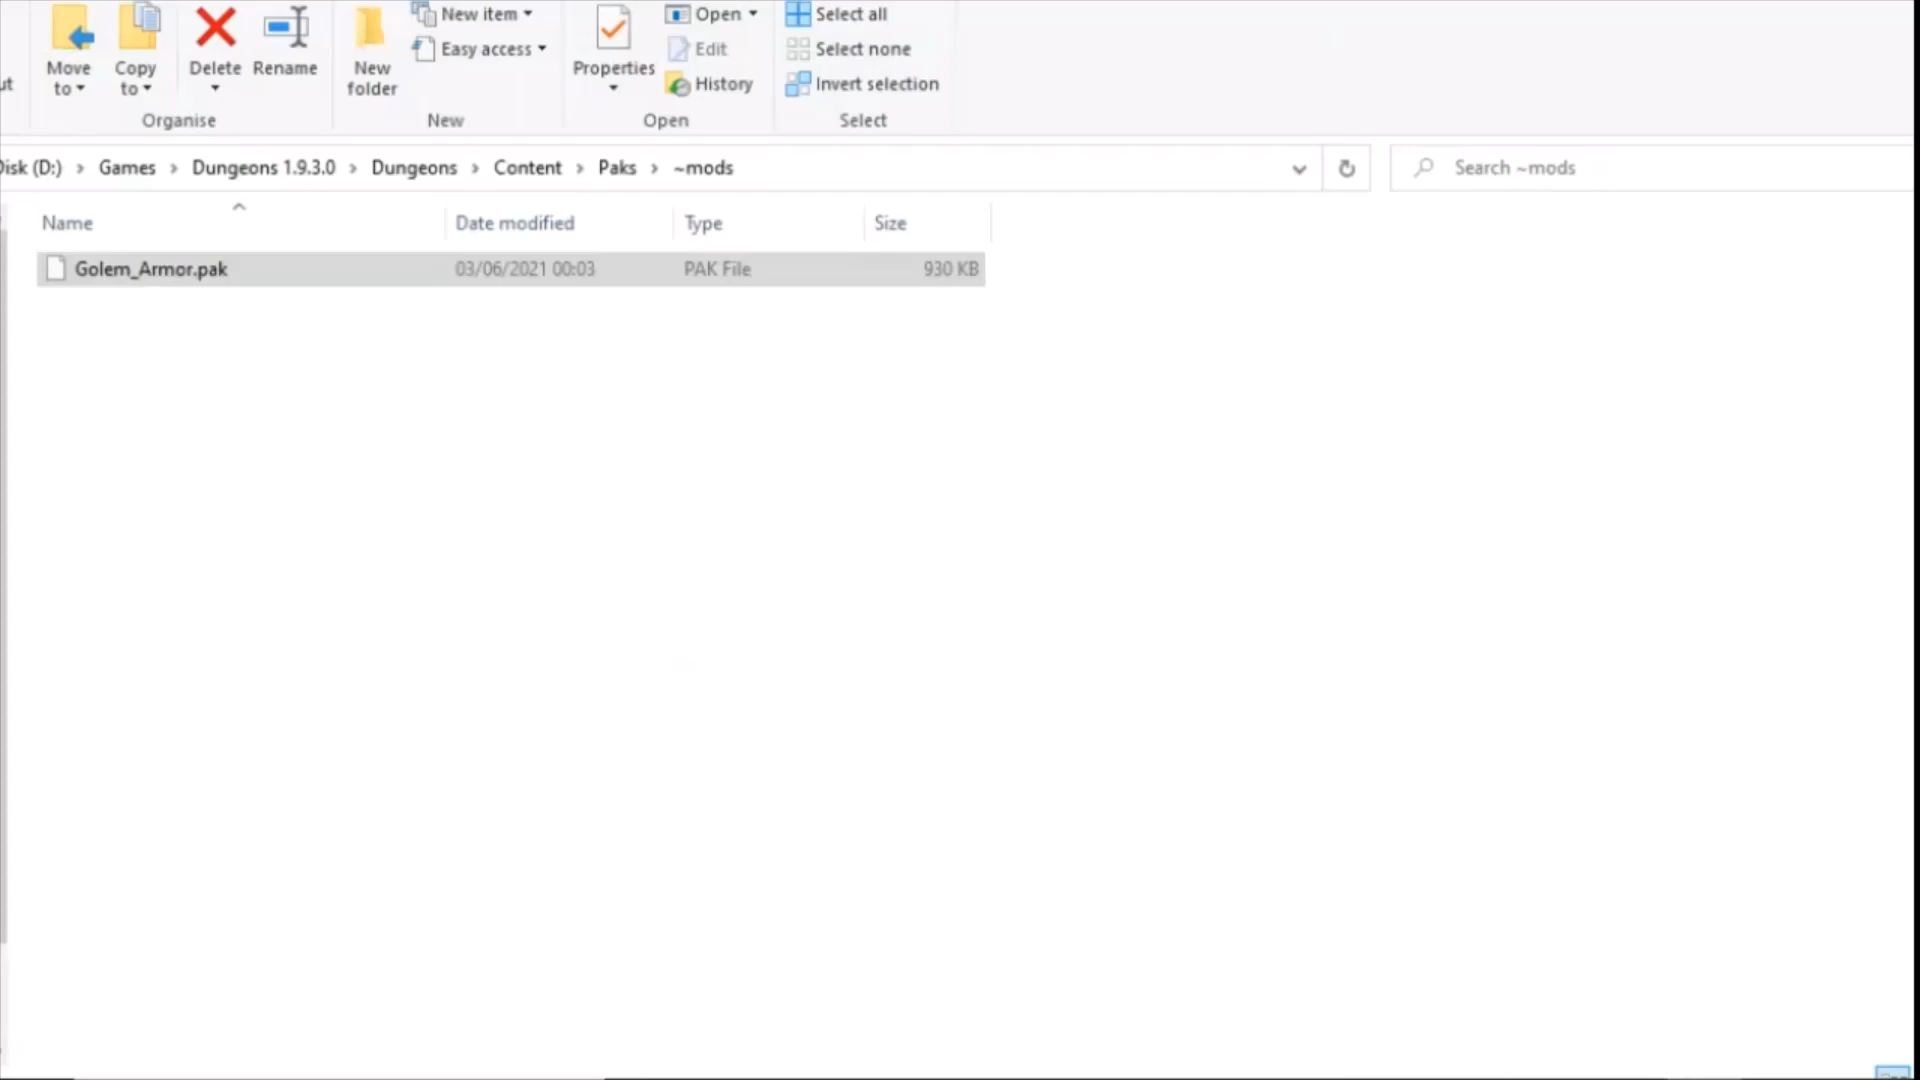 New item
Open
Select all
Easy access
Edit
Select none
Move to
Copy to
Delete
Rename
New folder
Properties
History
Invert selection
Organise
New
Open
Select
Disk (D:) > Games > Dungeons 1.9.3.0 > Dungeons > Content > Paks > ~mods
Search ~mods
Name Date modified Type Size
Golem_Armor.pak 03/06/2021 00:03 PAK File 930 KB